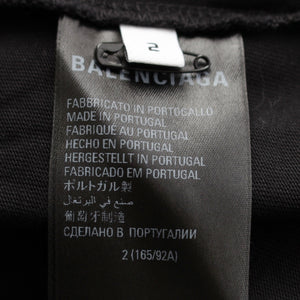 2
BALENCIAGA
FABBRICATO IN PORTOGALLO
MADE IN PORTUGAL
FABRIQUÉ AU PORTUGAL
HECHO EN PORTUGAL
HERGESTELLT IN PORTUGAL
FABRICADO EM PORTUGAL
ポルトガル製
صنع في البرتغال
葡萄牙制造
СДЕЛАНО В ПОРТУГАЛИИ
2 (165/92A)